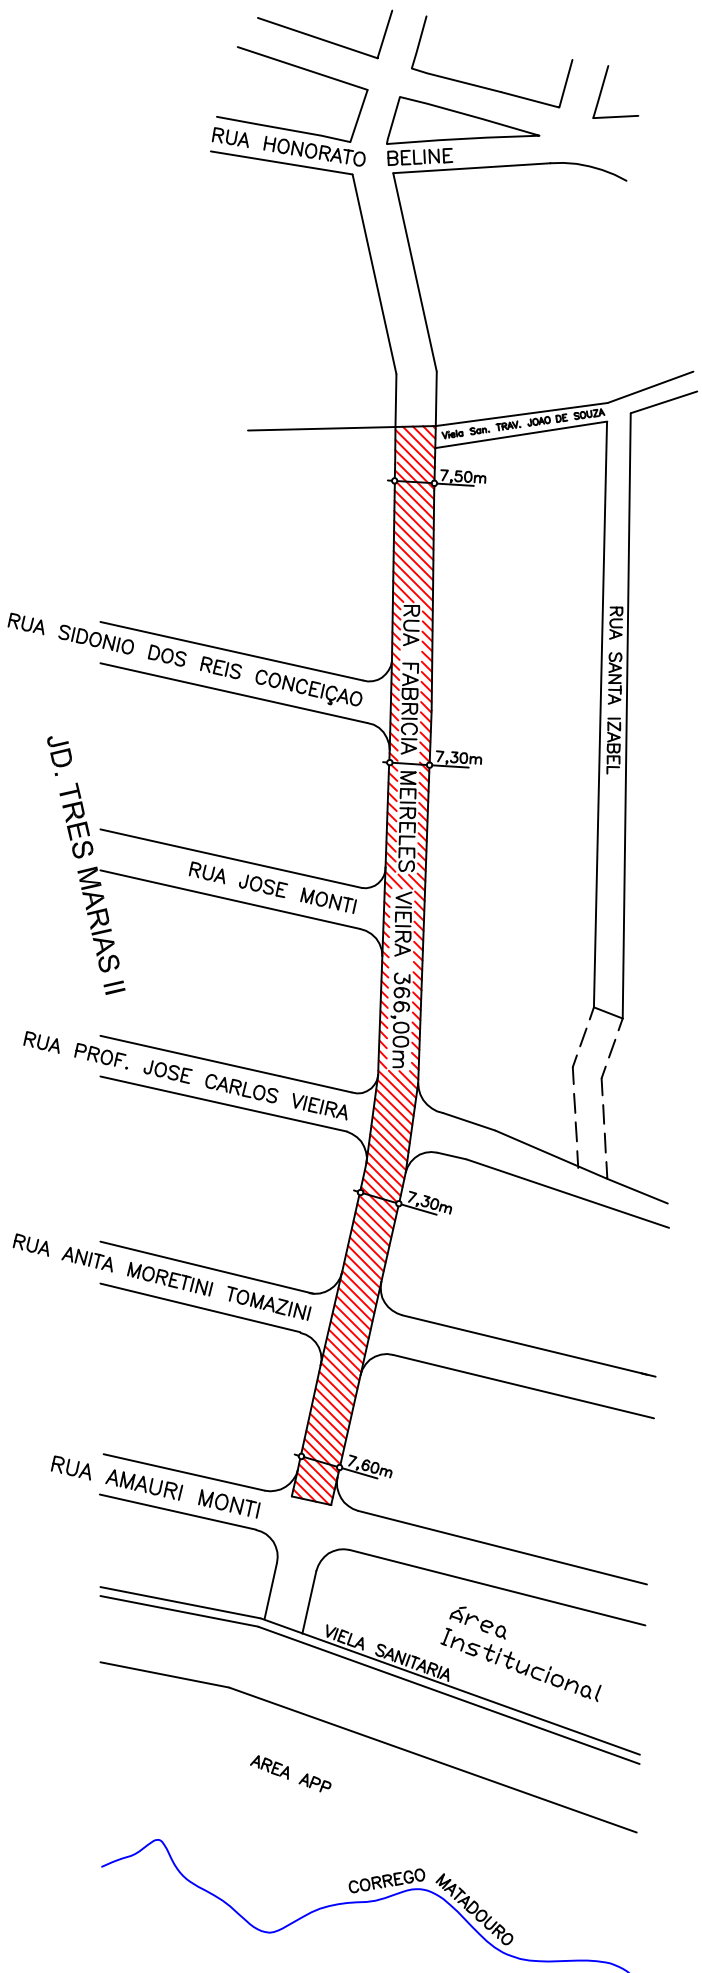 RUA HONORATO BELINE
Viela San. TRAV. JOAO DE SOUZA
7,50m
RUA SIDONIO DOS REIS CONCEIÇAO
RUA FABRICIA MEIRELES VIEIRA 366,00m
RUA SANTA IZABEL
7,30m
JD. TRES MARIAS II
RUA JOSE MONTI
RUA PROF. JOSE CARLOS VIEIRA
7,30m
RUA ANITA MORETINI TOMAZINI
7,60m
RUA AMAURI MONTI
Área
Institucional
VIELA SANITARIA
AREA APP
CORREGO MATADOURO